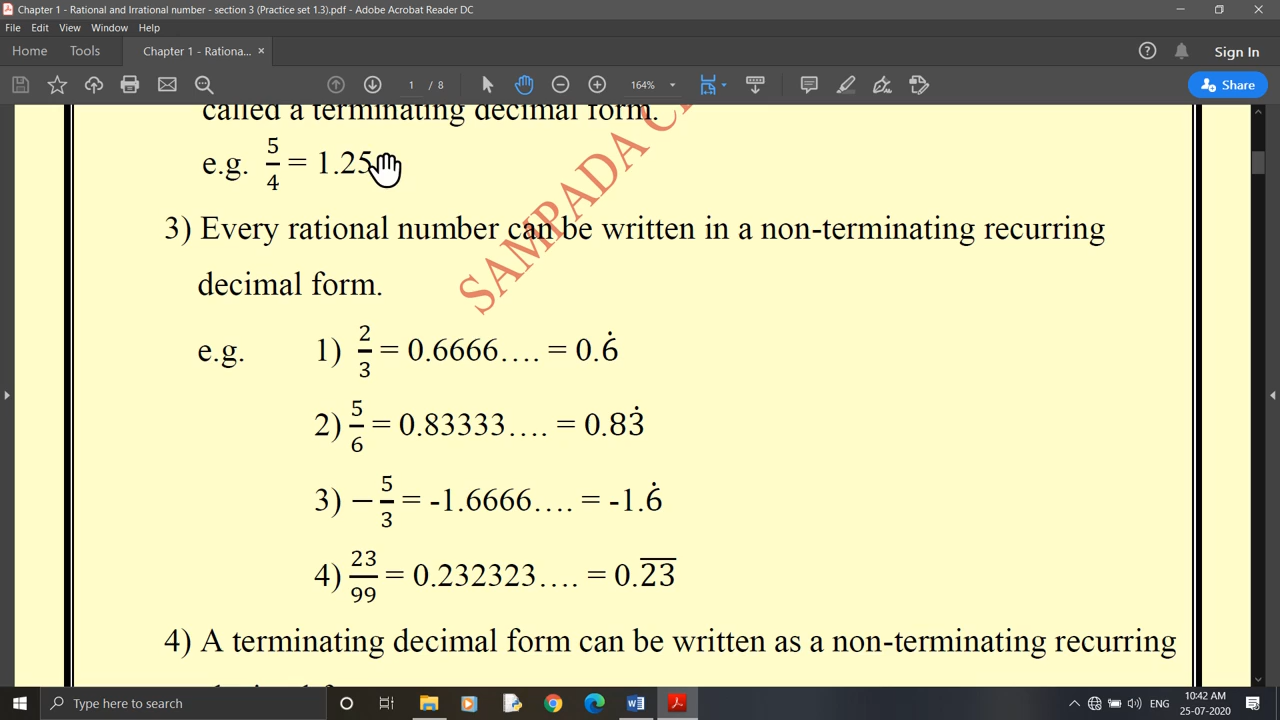 Chapter 1 - Rational and Irrational number - section 3 (Practice set 1.3).pdf - Adobe Acrobat Reader DC
File Edit View Window Help
Home Tools Chapter 1 - Rationa... × Sign In
1 / 8 164% Share
called a terminating decimal form.
e.g. 5/4 = 1.25
3) Every rational number can be written in a non-terminating recurring
decimal form.
e.g. 1) 2/3 = 0.6666.... = 0.6̇
2) 5/6 = 0.83333.... = 0.83̇
3) −5/3 = -1.6666.... = -1.6̇
4) 23/99 = 0.232323.... = 0.2̅3̅
4) A terminating decimal form can be written as a non-terminating recurring
SAMPADA
Type here to search
ENG
10:42 AM
25-07-2020